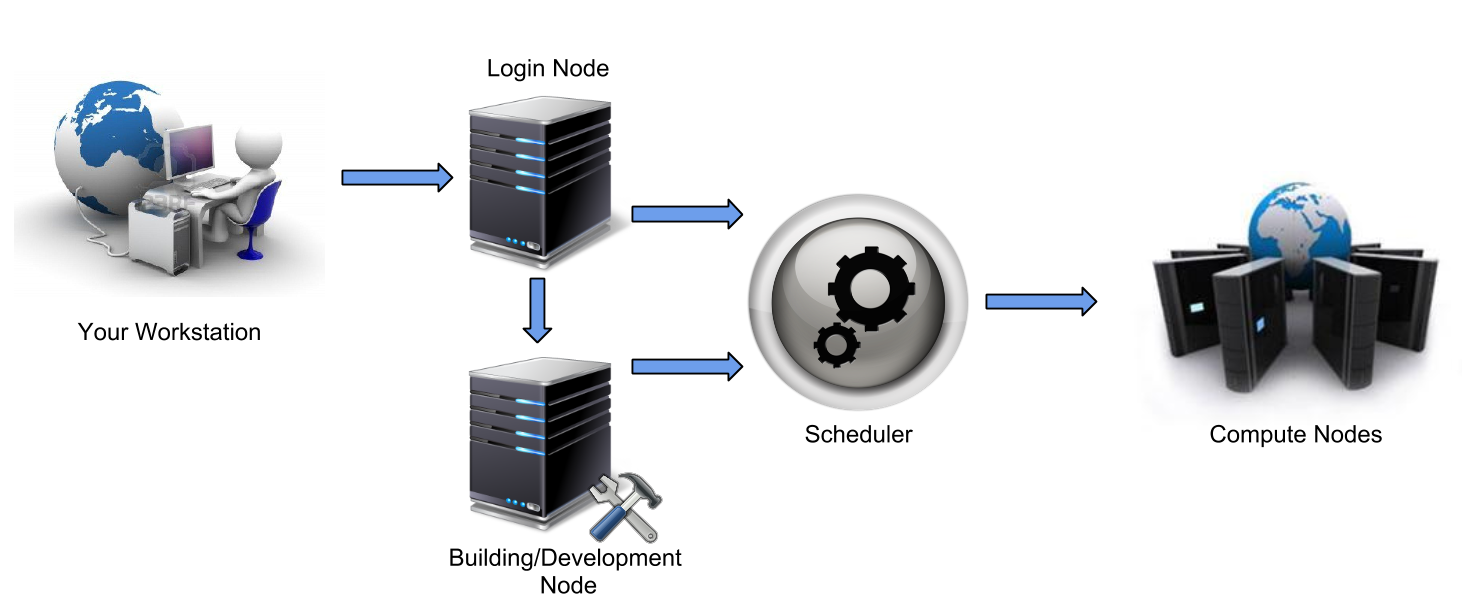 Login Node
Your Workstation
Scheduler
Compute Nodes
Building/Development
Node